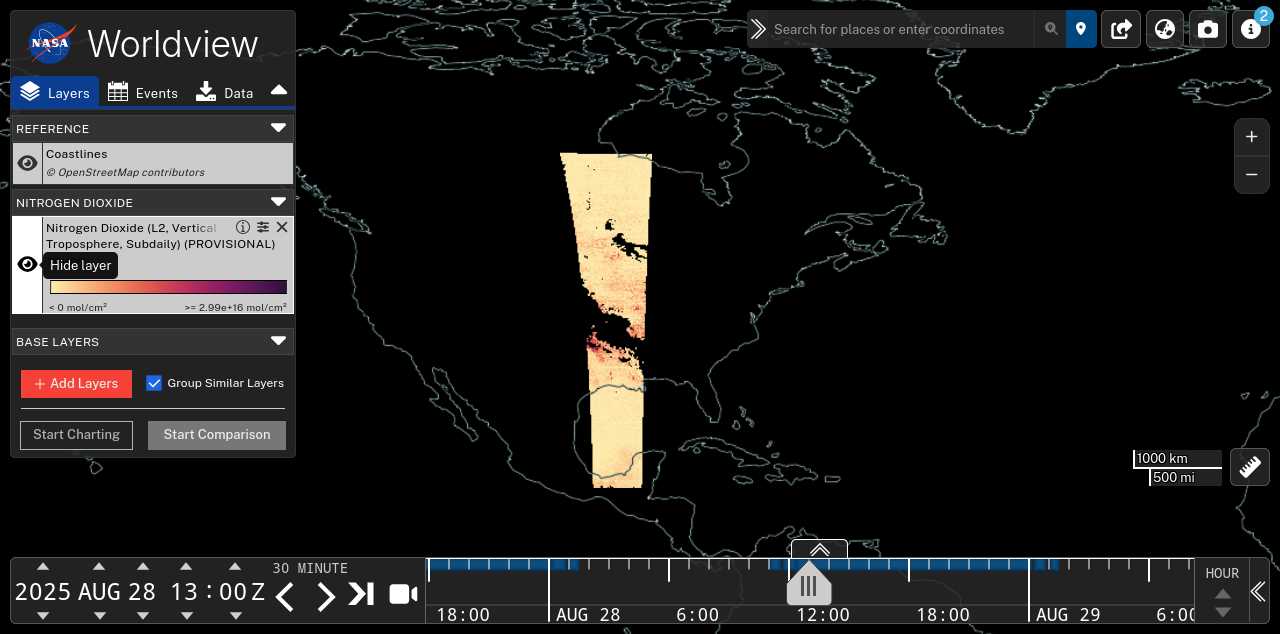 NASA
Worldview
Layers
Events
Data
REFERENCE
Coastlines
© OpenStreetMap contributors
NITROGEN DIOXIDE
Nitrogen Dioxide (L2, Vertical
Troposphere, Subdaily) (PROVISIONAL)
Hide layer
< 0 mol/cm²
>= 2.99e+16 mol/cm²
BASE LAYERS
+ Add Layers
Group Similar Layers
Start Charting
Start Comparison
Search for places or enter coordinates
2
+
−
1000 km
500 mi
2025 AUG 28 13 : 00 Z
30 MINUTE
18:00
AUG 28
6:00
12:00
18:00
AUG 29
6:00
HOUR